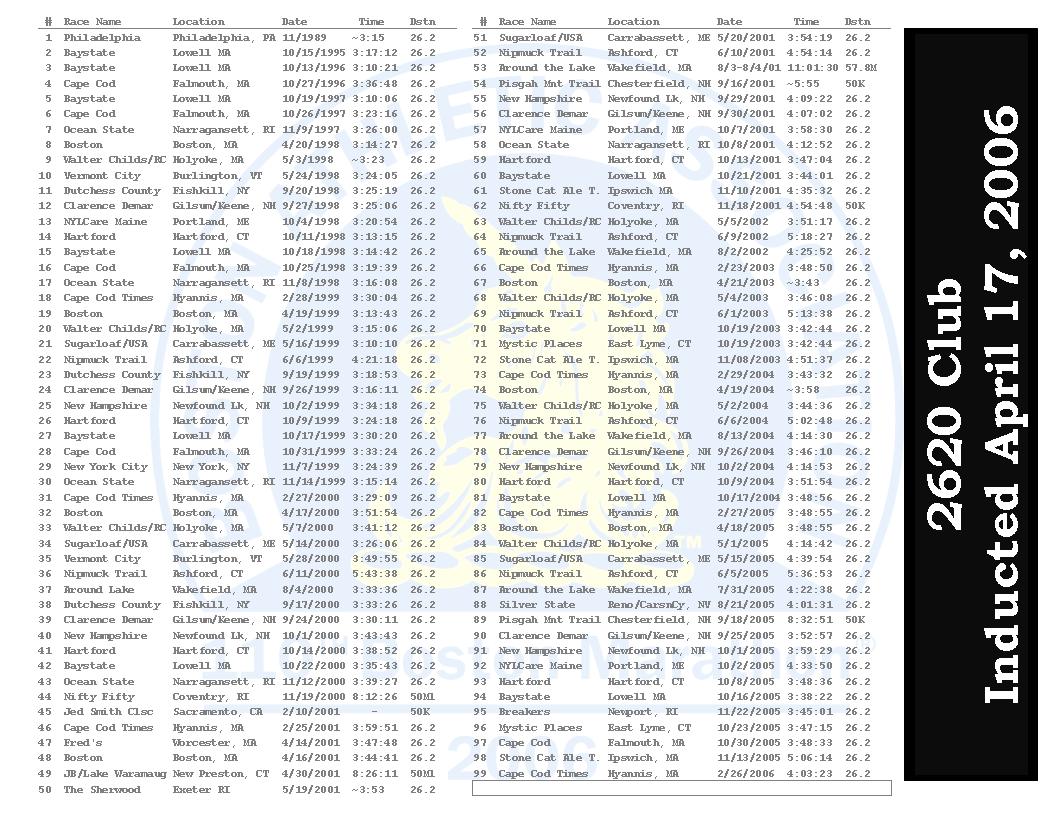 # Race Name Location Date Time Dstn
1 Philadelphia Philadelphia, PA 11/1989 ~3:15 26.2
2 Baystate Lowell MA 10/15/1995 3:17:12 26.2
3 Baystate Lowell MA 10/13/1996 3:10:21 26.2
4 Cape Cod Falmouth, MA 10/27/1996 3:36:48 26.2
5 Baystate Lowell MA 10/19/1997 3:10:06 26.2
6 Cape Cod Falmouth, MA 10/26/1997 3:23:16 26.2
7 Ocean State Narragansett, RI 11/9/1997 3:26:00 26.2
8 Boston Boston, MA 4/20/1998 3:14:27 26.2
9 Walter Childs/RC Holyoke, MA 5/3/1998 ~3:23 26.2
10 Vermont City Burlington, VT 5/24/1998 3:24:05 26.2
11 Dutchess County Fishkill, NY 9/20/1998 3:25:19 26.2
12 Clarence Demar Gilsum/Keene, NH 9/27/1998 3:25:06 26.2
13 NYLCare Maine Portland, ME 10/4/1998 3:20:54 26.2
14 Hartford Hartford, CT 10/11/1998 3:13:15 26.2
15 Baystate Lowell MA 10/18/1998 3:14:42 26.2
16 Cape Cod Falmouth, MA 10/25/1998 3:19:39 26.2
17 Ocean State Narragansett, RI 11/8/1998 3:16:08 26.2
18 Cape Cod Times Hyannis, MA 2/28/1999 3:30:04 26.2
19 Boston Boston, MA 4/19/1999 3:13:43 26.2
20 Walter Childs/RC Holyoke, MA 5/2/1999 3:15:06 26.2
21 Sugarloaf/USA Carrabassett, ME 5/16/1999 3:10:10 26.2
22 Nipmuck Trail Ashford, CT 6/6/1999 4:21:18 26.2
23 Dutchess County Fishkill, NY 9/19/1999 3:18:53 26.2
24 Clarence Demar Gilsum/Keene, NH 9/26/1999 3:16:11 26.2
25 New Hampshire Newfound Lk, NH 10/2/1999 3:34:18 26.2
26 Hartford Hartford, CT 10/9/1999 3:24:18 26.2
27 Baystate Lowell MA 10/17/1999 3:30:20 26.2
28 Cape Cod Falmouth, MA 10/31/1999 3:33:24 26.2
29 New York City New York, NY 11/7/1999 3:24:39 26.2
30 Ocean State Narragansett, RI 11/14/1999 3:15:14 26.2
31 Cape Cod Times Hyannis, MA 2/27/2000 3:29:09 26.2
32 Boston Boston, MA 4/17/2000 3:51:54 26.2
33 Walter Childs/RC Holyoke, MA 5/7/2000 3:41:12 26.2
34 Sugarloaf/USA Carrabassett, ME 5/14/2000 3:26:06 26.2
35 Vermont City Burlington, VT 5/28/2000 3:49:55 26.2
36 Nipmuck Trail Ashford, CT 6/11/2000 5:43:38 26.2
37 Around Lake Wakefield, MA 8/4/2000 3:33:36 26.2
38 Dutchess County Fishkill, NY 9/17/2000 3:33:26 26.2
39 Clarence Demar Gilsum/Keene, NH 9/24/2000 3:30:11 26.2
40 New Hampshire Newfound Lk, NH 10/1/2000 3:43:43 26.2
41 Hartford Hartford, CT 10/14/2000 3:38:52 26.2
42 Baystate Lowell MA 10/22/2000 3:35:43 26.2
43 Ocean State Narragansett, RI 11/12/2000 3:39:27 26.2
44 Nifty Fifty Coventry, RI 11/19/2000 8:12:26 50Ml
45 Jed Smith Clsc Sacramento, CA 2/10/2001 - 50K
46 Cape Cod Times Hyannis, MA 2/25/2001 3:59:51 26.2
47 Fred's Worcester, MA 4/14/2001 3:47:48 26.2
48 Boston Boston, MA 4/16/2001 3:44:41 26.2
49 JB/Lake Waramaug New Preston, CT 4/30/2001 8:26:11 50Ml
50 The Sherwood Exeter RI 5/19/2001 ~3:53 26.2
# Race Name Location Date Time Dstn
51 Sugarloaf/USA Carrabassett, ME 5/20/2001 3:54:19 26.2
52 Nipmuck Trail Ashford, CT 6/10/2001 4:54:14 26.2
53 Around the Lake Wakefield, MA 8/3-8/4/01 11:01:30 57.8M
54 Pisgah Mnt Trail Chesterfield, NH 9/16/2001 ~5:55 50K
55 New Hampshire Newfound Lk, NH 9/29/2001 4:09:22 26.2
56 Clarence Demar Gilsum/Keene, NH 9/30/2001 4:07:02 26.2
57 NYLCare Maine Portland, ME 10/7/2001 3:58:30 26.2
58 Ocean State Narragansett, RI 10/8/2001 4:12:52 26.2
59 Hartford Hartford, CT 10/13/2001 3:47:04 26.2
60 Baystate Lowell MA 10/21/2001 3:44:01 26.2
61 Stone Cat Ale T. Ipswich MA 11/10/2001 4:35:32 26.2
62 Nifty Fifty Coventry, RI 11/18/2001 4:54:48 50K
63 Walter Childs/RC Holyoke, MA 5/5/2002 3:51:17 26.2
64 Nipmuck Trail Ashford, CT 6/9/2002 5:18:27 26.2
65 Around the Lake Wakefield, MA 8/2/2002 4:25:52 26.2
66 Cape Cod Times Hyannis, MA 2/23/2003 3:48:50 26.2
67 Boston Boston, MA 4/21/2003 ~3:43 26.2
68 Walter Childs/RC Holyoke, MA 5/4/2003 3:46:08 26.2
69 Nipmuck Trail Ashford, CT 6/1/2003 5:13:38 26.2
70 Baystate Lowell MA 10/19/2003 3:42:44 26.2
71 Mystic Places East Lyme, CT 10/19/2003 3:42:44 26.2
72 Stone Cat Ale T. Ipswich, MA 11/08/2003 4:51:37 26.2
73 Cape Cod Times Hyannis, MA 2/29/2004 3:43:32 26.2
74 Boston Boston, MA 4/19/2004 ~3:58 26.2
75 Walter Childs/RC Holyoke, MA 5/2/2004 3:44:36 26.2
76 Nipmuck Trail Ashford, CT 6/6/2004 5:02:48 26.2
77 Around the Lake Wakefield, MA 8/13/2004 4:14:30 26.2
78 Clarence Demar Gilsum/Keene, NH 9/26/2004 3:46:10 26.2
79 New Hampshire Newfound Lk, NH 10/2/2004 4:14:53 26.2
80 Hartford Hartford, CT 10/9/2004 3:51:54 26.2
81 Baystate Lowell MA 10/17/2004 3:48:56 26.2
82 Cape Cod Times Hyannis, MA 2/27/2005 3:48:55 26.2
83 Boston Boston, MA 4/18/2005 3:48:55 26.2
84 Walter Childs/RC Holyoke, MA 5/1/2005 4:14:42 26.2
85 Sugarloaf/USA Carrabassett, ME 5/15/2005 4:39:54 26.2
86 Nipmuck Trail Ashford, CT 6/5/2005 5:36:53 26.2
87 Around the Lake Wakefield, MA 7/31/2005 4:22:38 26.2
88 Silver State Reno/CarsnCy, NV 8/21/2005 4:01:31 26.2
89 Pisgah Mnt Trail Chesterfield, NH 9/18/2005 8:32:51 50K
90 Clarence Demar Gilsum/Keene, NH 9/25/2005 3:52:57 26.2
91 New Hampshire Newfound Lk, NH 10/1/2005 3:59:29 26.2
92 NYLCare Maine Portland, ME 10/2/2005 4:33:50 26.2
93 Hartford Hartford, CT 10/8/2005 3:48:36 26.2
94 Baystate Lowell MA 10/16/2005 3:38:22 26.2
95 Breakers Newport, RI 11/22/2005 3:45:01 26.2
96 Mystic Places East Lyme, CT 10/23/2005 3:47:15 26.2
97 Cape Cod Falmouth, MA 10/30/2005 3:48:33 26.2
98 Stone Cat Ale T. Ipswich, MA 11/13/2005 5:06:14 26.2
99 Cape Cod Times Hyannis, MA 2/26/2006 4:03:23 26.2
2620 Club
Inducted April 17, 2006
2006